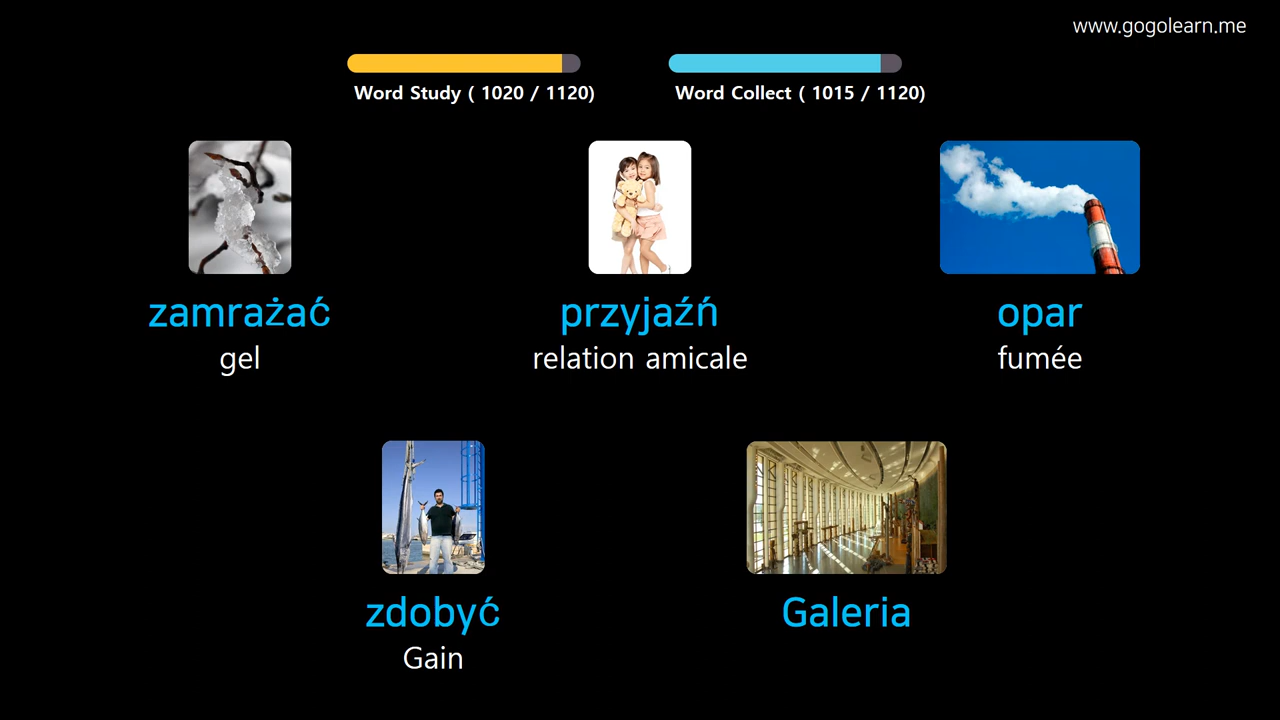 www.gogolearn.me
Word Study ( 1020 / 1120)
Word Collect ( 1015 / 1120)
zamrażać
gel
przyjaźń
relation amicale
opar
fumée
zdobyć
Gain
Galeria